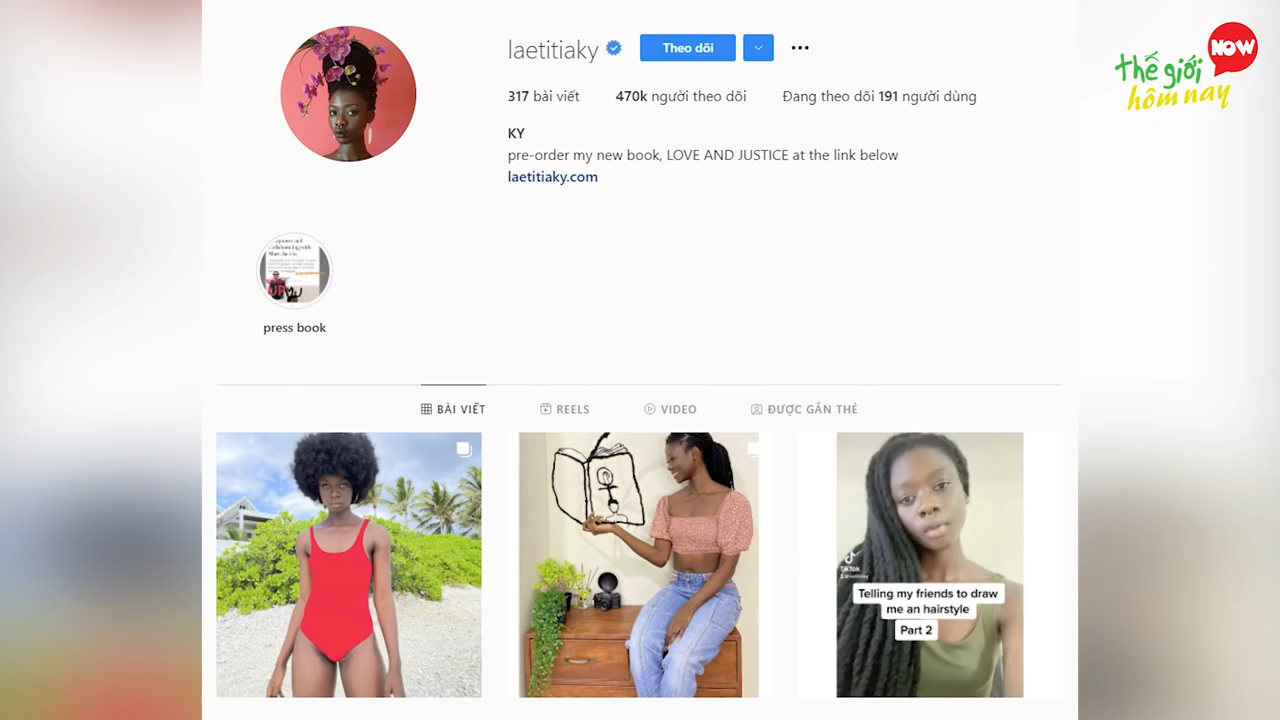 laetitiaky
Theo dõi
317 bài viết
470k người theo dõi
Đang theo dõi 191 người dùng
KY
pre-order my new book, LOVE AND JUSTICE at the link below
laetitiaky.com
thế giới
NOW
hôm nay
UP
press book
BÀI VIẾT
REELS
VIDEO
ĐƯỢC GẮN THẺ
TikTok
Telling my friends to draw
me an hairstyle
Part 2